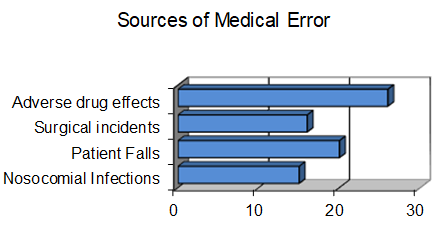 Sources of Medical Error
Adverse drug effects
Surgical incidents
Patient Falls
Nosocomial Infections
0 10 20 30